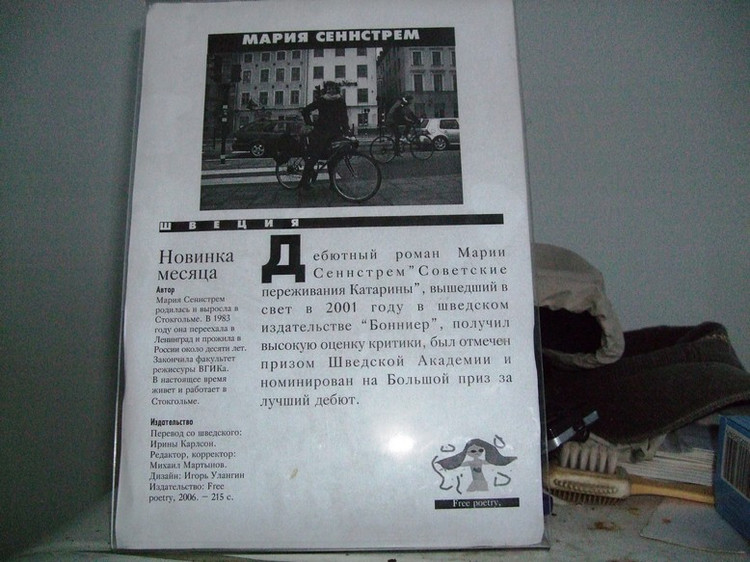 МАРИЯ СЕННСТРЕМ
ШВЕЦИЯ
Новинка
месяца
Автор
Мария Сеннстрем
родилась и выросла в
Стокгольме. В 1983
году она переехала в
Ленинград и прожила в
России около десяти лет.
Закончила факультет
режиссуры ВГИКа.
В настоящее время
живет и работает в
Стокгольме.
Издательство
Перевод со шведского:
Ирины Карлсон.
Редактор, корректор:
Михаил Мартынов.
Дизайн: Игорь Улангин
Издательство: Free
poetry, 2006. – 215 с.
Дебютный роман Марии
Сеннстрем "Советские
переживания Катарины", вышедший в
свет в 2001 году в шведском
издательстве "Бонниер", получил
высокую оценку критики, был отмечен
призом Шведской Академии и
номинирован на Большой приз за
лучший дебют.
Free poetry.